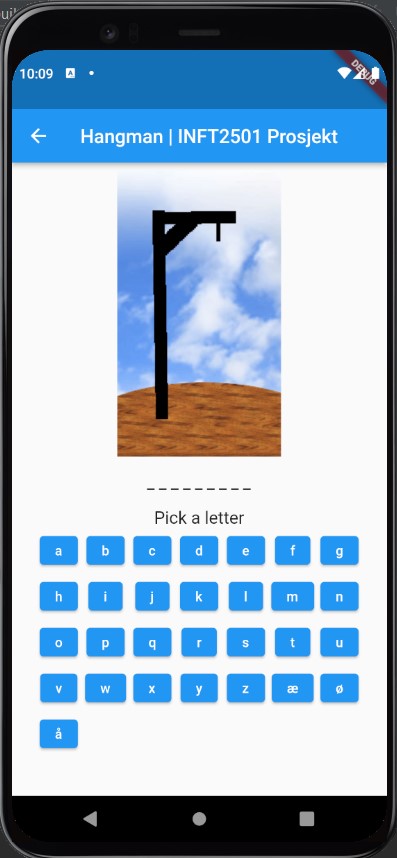 10:09
DEBUG
Hangman | INFT2501 Prosjekt
_ _ _ _ _ _ _ _ _
Pick a letter
a b c d e f g
h i j k l m n
o p q r s t u
v w x y z æ ø
å